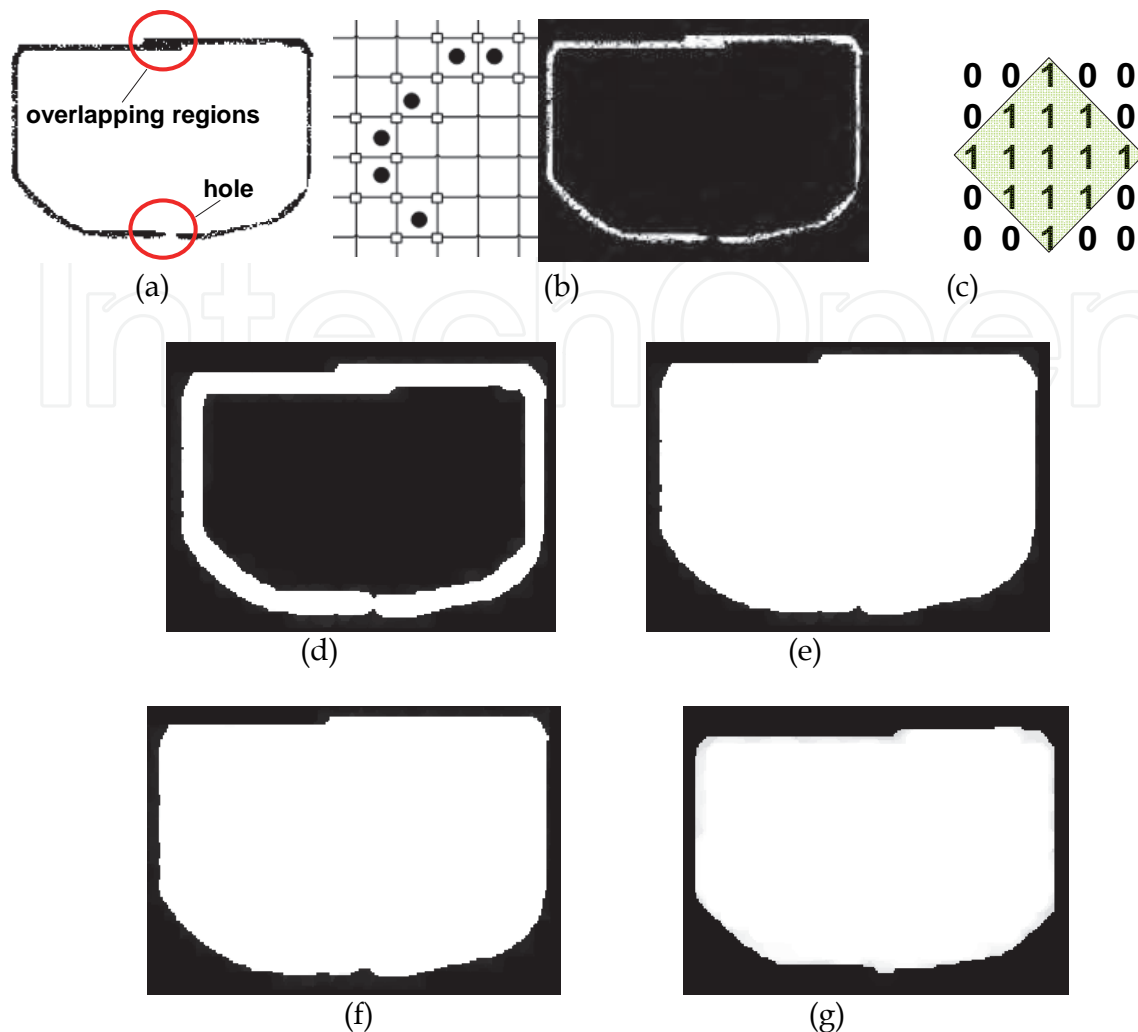 overlapping regions
hole
0 0 1 0 0
0 1 1 1 0
1 1 1 1 1
0 1 1 1 0
0 0 1 0 0
(a)
(b)
(c)
IntechOpen
(d)
(e)
(f)
(g)